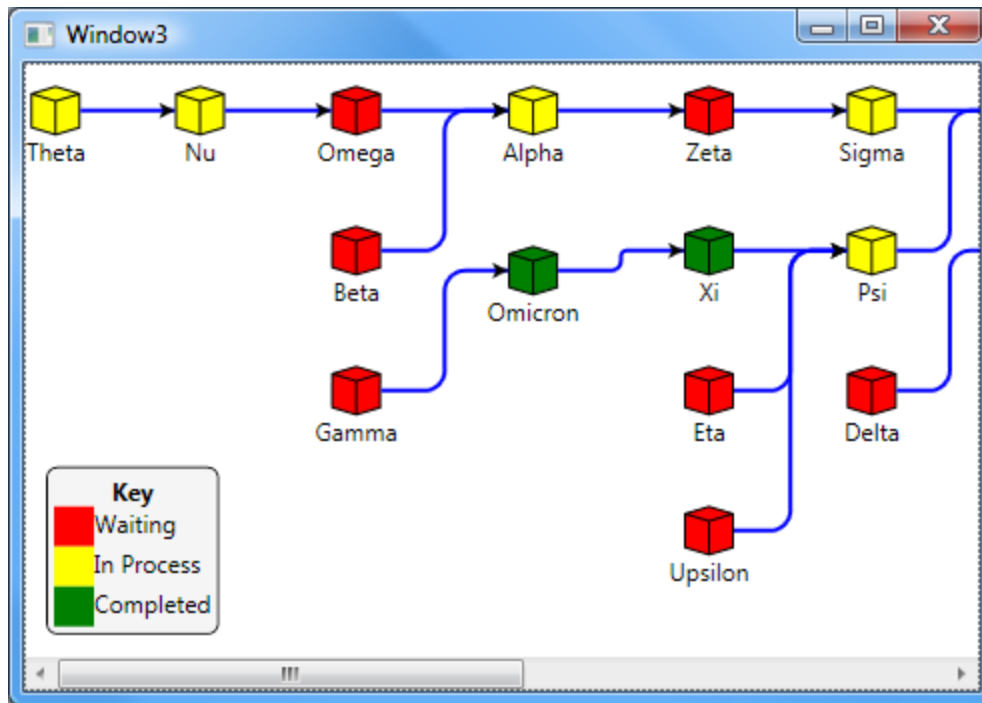 Window3
Theta Nu Omega Alpha Zeta Sigma
Beta Omicron Xi Psi
Gamma Eta Delta
Upsilon
Key
Waiting
In Process
Completed